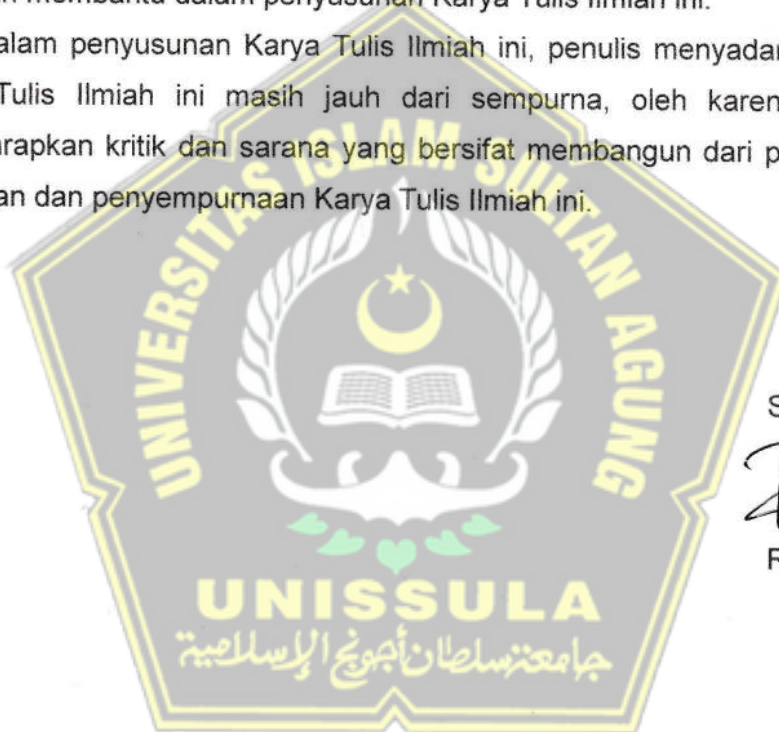 membantu dalam penyusunan Karya Tulis Ilmiah ini.
alam penyusunan Karya Tulis Ilmiah ini, penulis menyadar
Tulis Ilmiah ini masih jauh dari sempurna, oleh karen
arapkan kritik dan sarana yang bersifat membangun dari p
an dan penyempurnaan Karya Tulis Ilmiah ini.
UNIVERSITAS ISLAM SULTAN AGUNG
S
R
UNISSULA
جامعة سلطان أجونج الإسلامية